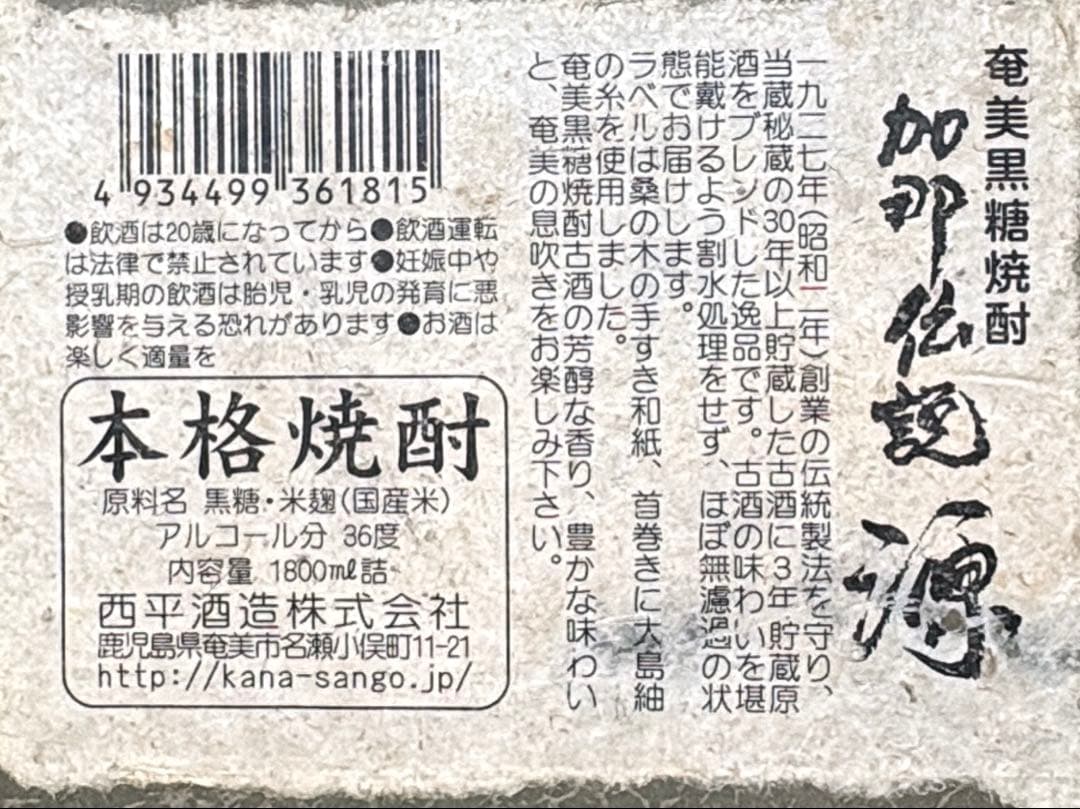 奄美黒糖焼酎
加那伝説 源
一九二七年（昭和二年）創業の伝統製法を守り、
当蔵秘蔵の30年以上貯蔵した古酒に3年貯蔵原
酒をブレンドした逸品です。古酒の味わいを堪
能戴けるよう割水処理をせず、ほぼ無濾過の状
態でお届けします。
ラベルは桑の木の手すき和紙、首巻きに大島紬
の糸を使用しました。
奄美黒糖焼酎古酒の芳醇な香り、豊かな味わい
と、奄美の息吹きをお楽しみ下さい。
4 934499 361815
●飲酒は20歳になってから●飲酒運転
は法律で禁止されています●妊娠中や
授乳期の飲酒は胎児・乳児の発育に悪
影響を与える恐れがあります●お酒は
楽しく適量を
本格焼酎
原料名 黒糖・米麹(国産米)
アルコール分 36度
内容量 1800㎖詰
西平酒造株式会社
鹿児島県奄美市名瀬小俣町11-21
http://kana-sango.jp/